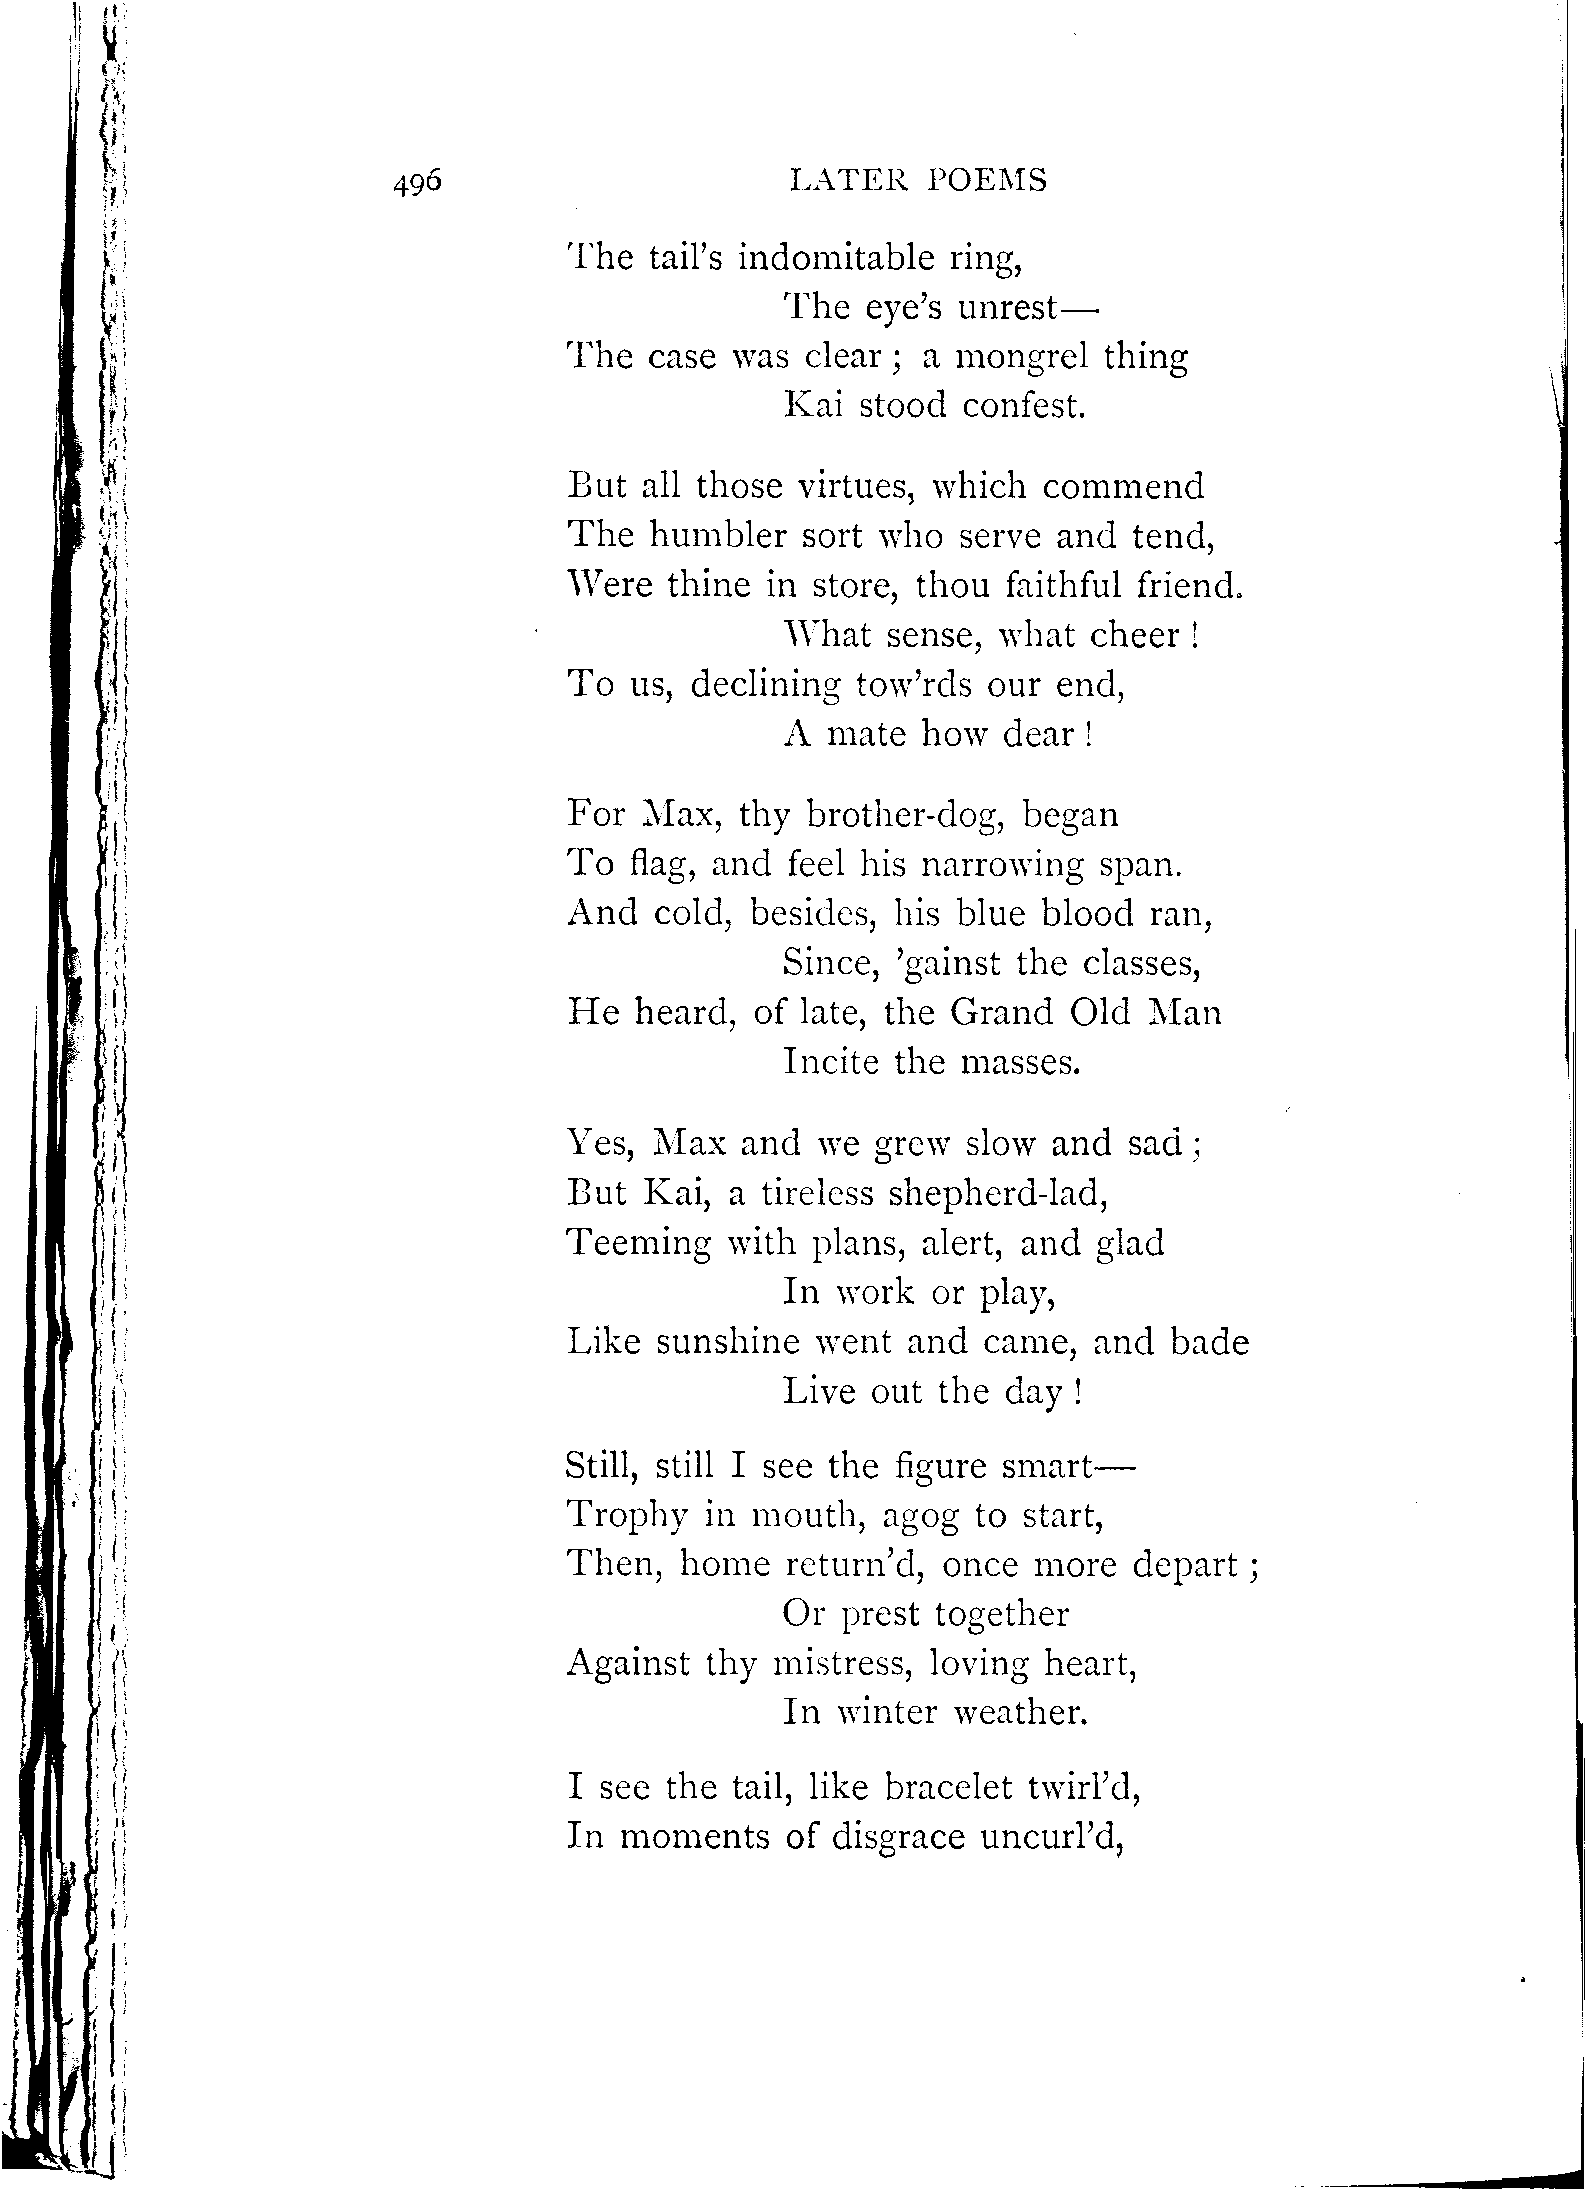 496 LATER POEMS
The tail's indomitable ring,
The eye's unrest—
The case was clear; a mongrel thing
Kai stood confest.
But all those virtues, which commend
The humbler sort who serve and tend,
Were thine in store, thou faithful friend.
What sense, what cheer!
To us, declining tow'rds our end,
A mate how dear!
For Max, thy brother-dog, began
To flag, and feel his narrowing span.
And cold, besides, his blue blood ran,
Since, 'gainst the classes,
He heard, of late, the Grand Old Man
Incite the masses.
Yes, Max and we grew slow and sad;
But Kai, a tireless shepherd-lad,
Teeming with plans, alert, and glad
In work or play,
Like sunshine went and came, and bade
Live out the day!
Still, still I see the figure smart—
Trophy in mouth, agog to start,
Then, home return'd, once more depart;
Or prest together
Against thy mistress, loving heart,
In winter weather.
I see the tail, like bracelet twirl'd,
In moments of disgrace uncurl'd,